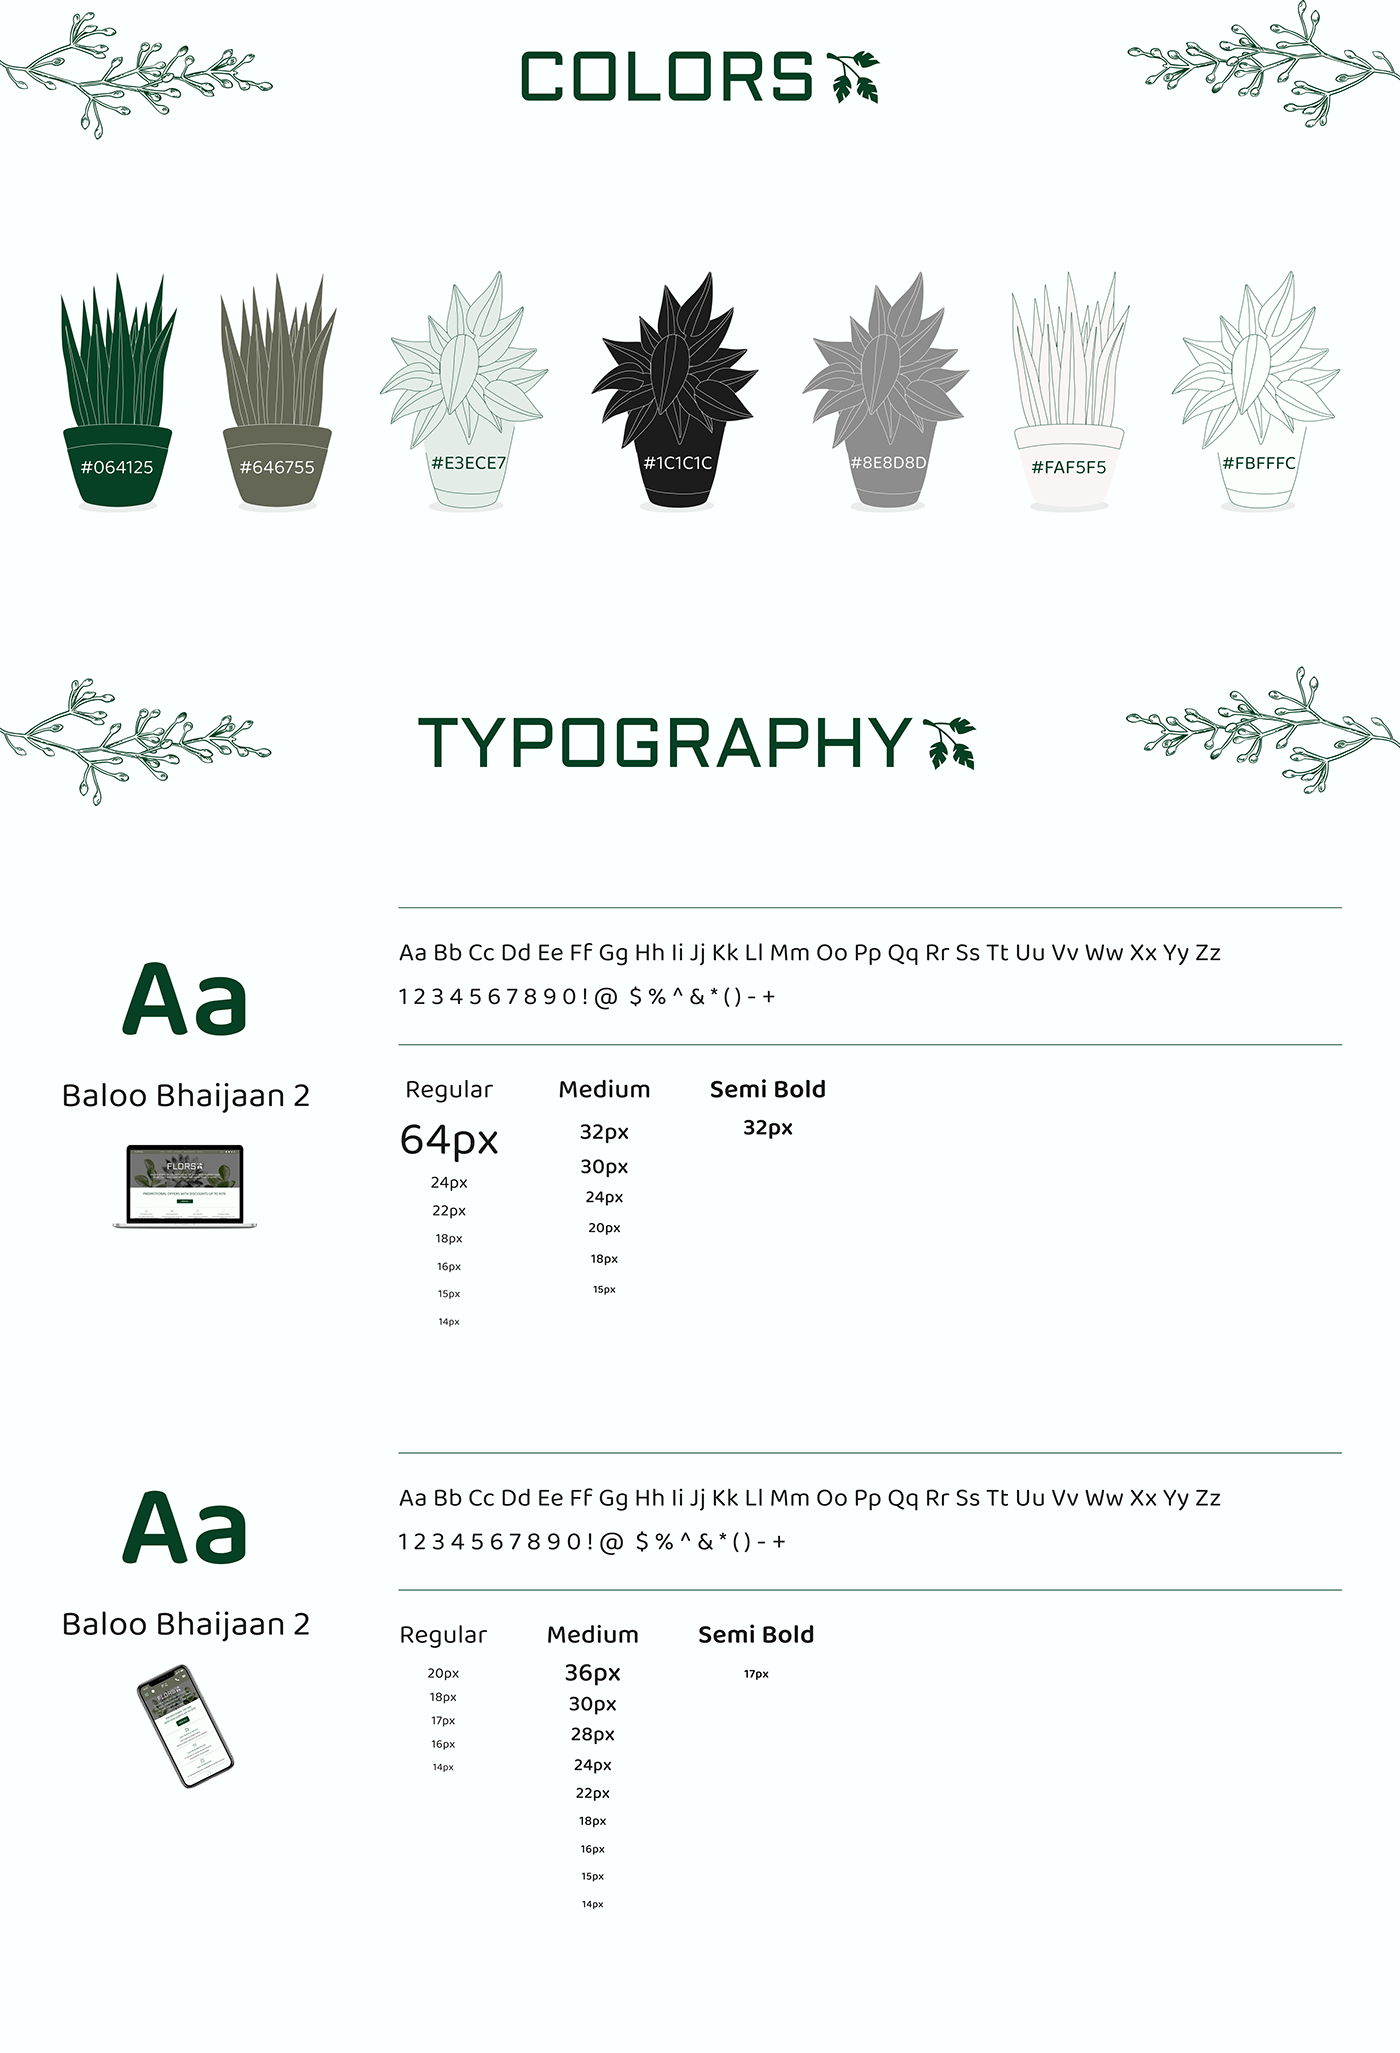 COLORS
#064125 #646755 #E3ECE7 #1C1C1C #8E8D8D #FAF5F5 #FBFFFC
TYPOGRAPHY
Aa
Baloo Bhaijaan 2
FLORS
PROMOTIONAL OFFERS WITH DISCOUNTS UP TO
Aa Bb Cc Dd Ee Ff Gg Hh Ii Jj Kk Ll Mm Oo Pp Qq Rr Ss Tt Uu Vv Ww Xx Yy Zz
1 2 3 4 5 6 7 8 9 0 ! @ $ % ^ & * ( ) - +
Regular Medium Semi Bold
64px 32px 32px
24px 30px
22px 24px
18px 20px
16px 18px
15px 15px
14px
Aa
Baloo Bhaijaan 2
FLORS
Aa Bb Cc Dd Ee Ff Gg Hh Ii Jj Kk Ll Mm Oo Pp Qq Rr Ss Tt Uu Vv Ww Xx Yy Zz
1 2 3 4 5 6 7 8 9 0 ! @ $ % ^ & * ( ) - +
Regular Medium Semi Bold
20px 36px 17px
18px 30px
17px 28px
16px 24px
14px 22px
18px
16px
15px
14px